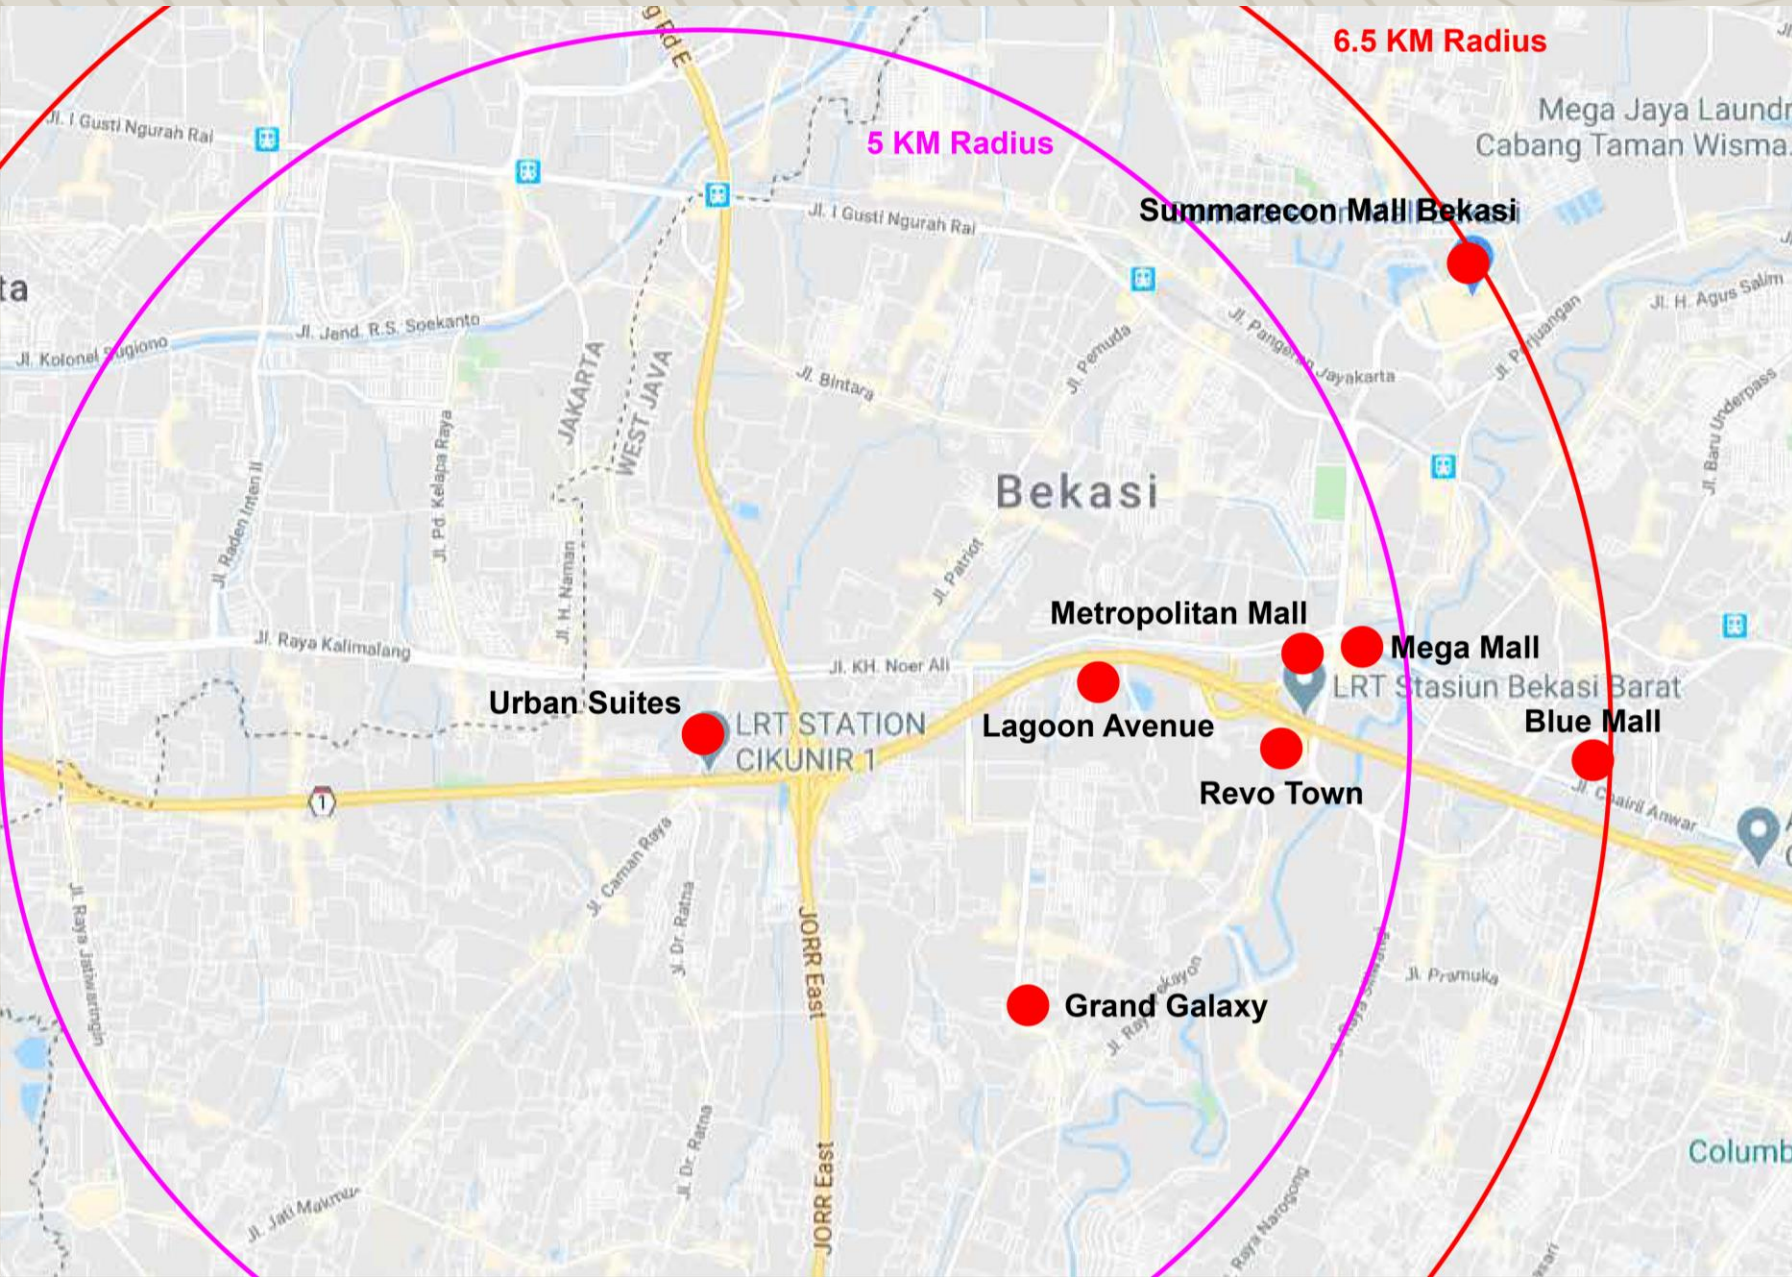 g Rd E
6.5 KM Radius
Mega Jaya Laundr
Cabang Taman Wisma.
Jl. I Gusti Ngurah Rai
5 KM Radius
Summarecon Mall Bekasi
Jl. I Gusti Ngurah Rai
ta
Jl. H. Agus Salim
Jl. Jend. R.S. Soekanto
Jl. Kolonel Sugiono
Jl. Pangeran Jayakarta
Jl. Perjuangan
Jl. Pemuda
JAKARTA
WEST JAVA
Jl. Bintara
Jl. Baru Underpass
Jl. Pd. Kelapa Raya
Jl. Raden Inten II
Bekasi
Jl. Patriot
Jl. H. Naman
Metropolitan Mall
Jl. Raya Kalimalang
Mega Mall
Jl. KH. Noer Ali
LRT Stasiun Bekasi Barat
Urban Suites
LRT STATION
CIKUNIR 1
Lagoon Avenue
Blue Mall
Revo Town
1
Jl. Chairil Anwar
Jl. Caman Raya
Jl. Raya Jatiwaringin
Jl. Dr. Ratna
JORR East
Jl. Pramuka
Grand Galaxy
Jl. Dr. Ratna
JORR East
Columb
Jl. Jati Makmur
Raya Narogong